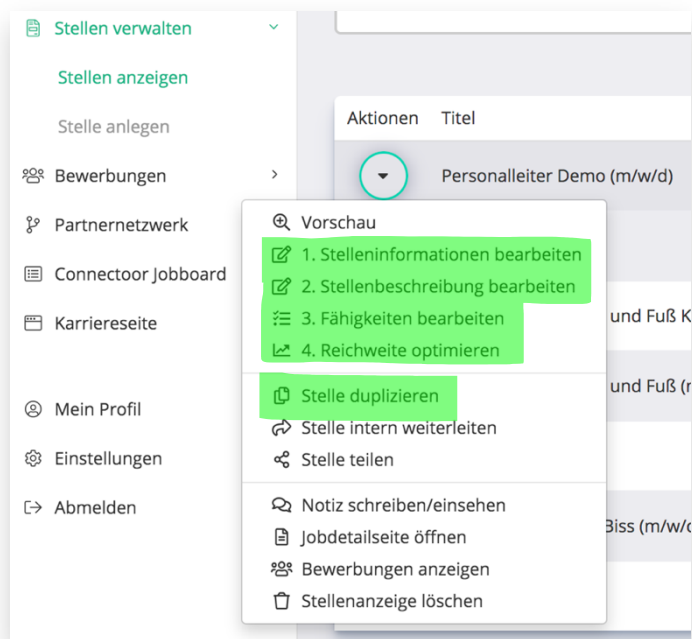 Stellen verwalten
Stellen anzeigen
Stelle anlegen
Bewerbungen
Partnernetzwerk
Connectoor Jobboard
Karriereseite
Mein Profil
Einstellungen
Abmelden
Aktionen Titel
Personalleiter Demo (m/w/d)
Vorschau
1. Stelleninformationen bearbeiten
2. Stellenbeschreibung bearbeiten
3. Fähigkeiten bearbeiten
4. Reichweite optimieren
Stelle duplizieren
Stelle intern weiterleiten
Stelle teilen
Notiz schreiben/einsehen
Jobdetailseite öffnen
Bewerbungen anzeigen
Stellenanzeige löschen
und Fuß K
und Fuß (
Biss (m/w/